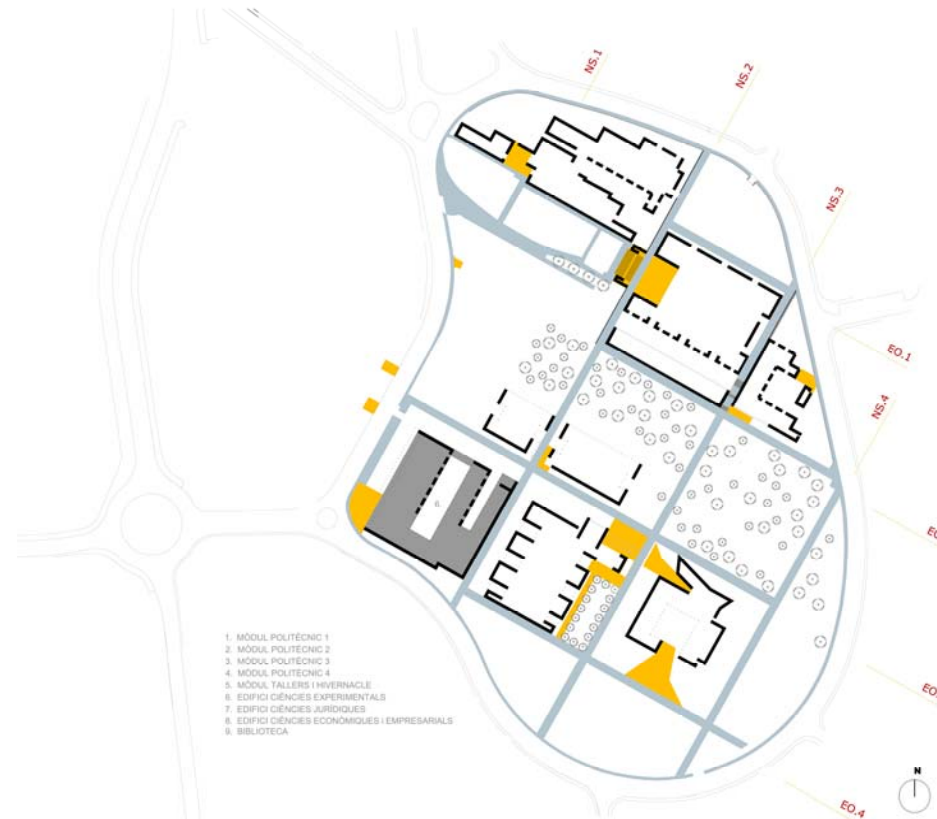 NS.1
NS.2
NS.3
EO.1
NS.4
EO.
6.
1. MÒDUL POLITÈCNIC 1
2. MÒDUL POLITÈCNIC 2
3. MÒDUL POLITÈCNIC 3
4. MÒDUL POLITÈCNIC 4
5. MÒDUL TALLERS I HIVERNACLE
6. EDIFICI CIÈNCIES EXPERIMENTALS
7. EDIFICI CIÈNCIES JURÍDIQUES
8. EDIFICI CIÈNCIES ECONÒMIQUES I EMPRESARIALS
9. BIBLIOTECA
N
EO.4